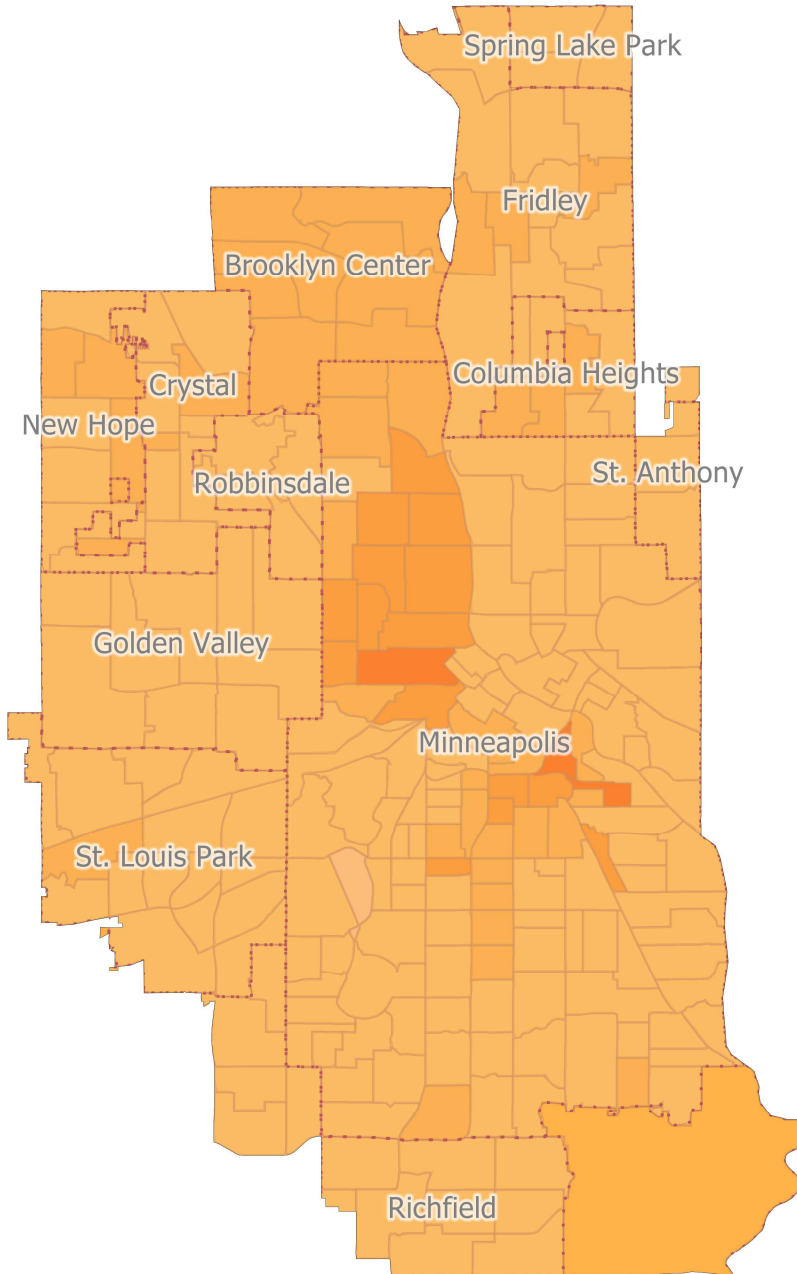 Spring Lake Park
Fridley
Brooklyn Center
Columbia Heights
Crystal
New Hope
St. Anthony
Robbinsdale
Golden Valley
Minneapolis
St. Louis Park
Richfield